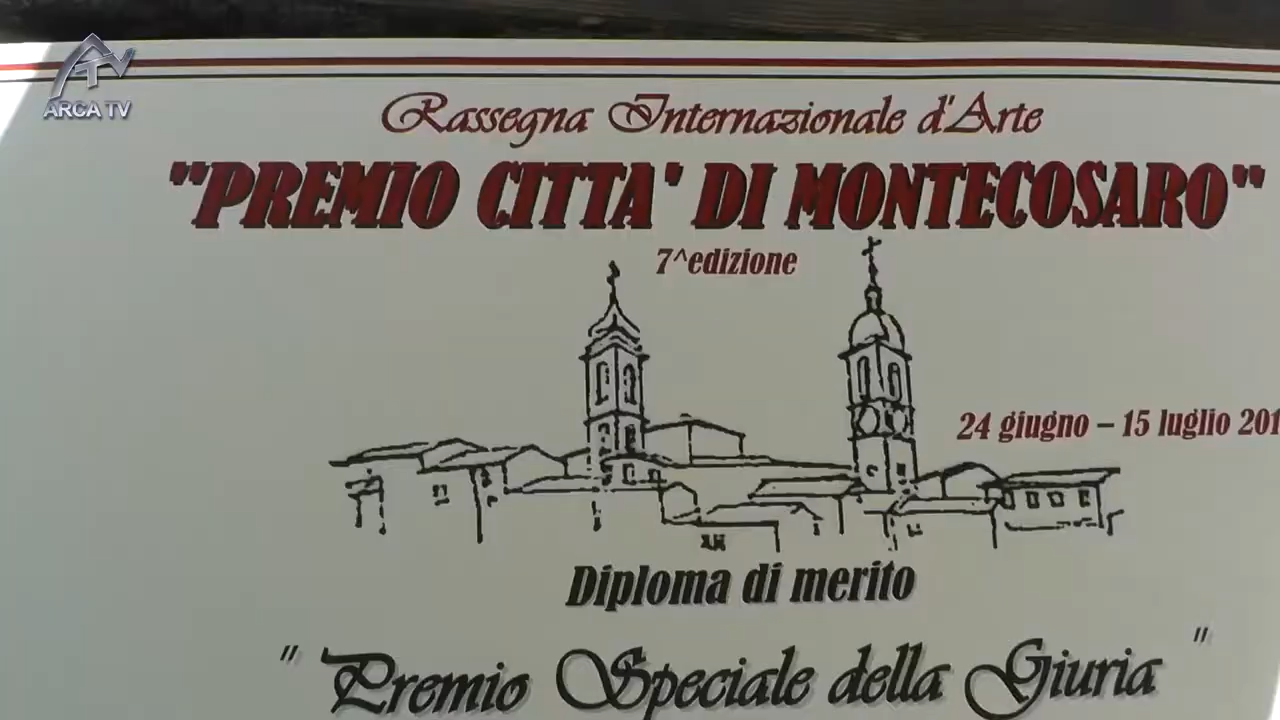 ARCA TV
Rassegna Internazionale d'Arte
"PREMIO CITTA' DI MONTECOSARO"
7^edizione
24 giugno – 15 luglio 201
Diploma di merito
" Premio Speciale della Giuria "